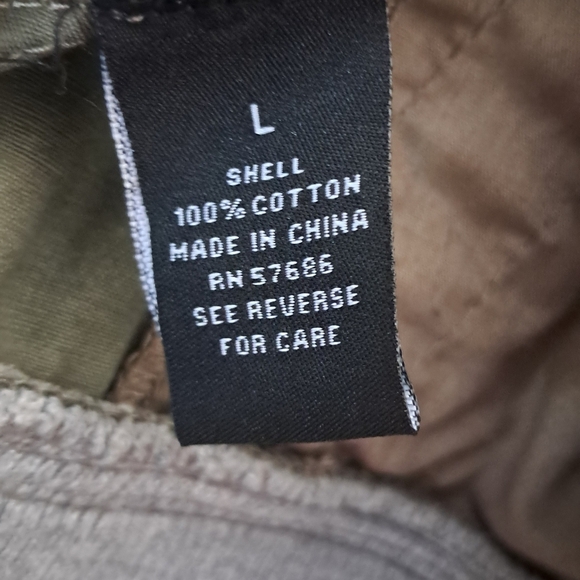 L
SHELL
100% COTTON
MADE IN CHINA
RN 57686
SEE REVERSE
FOR CARE